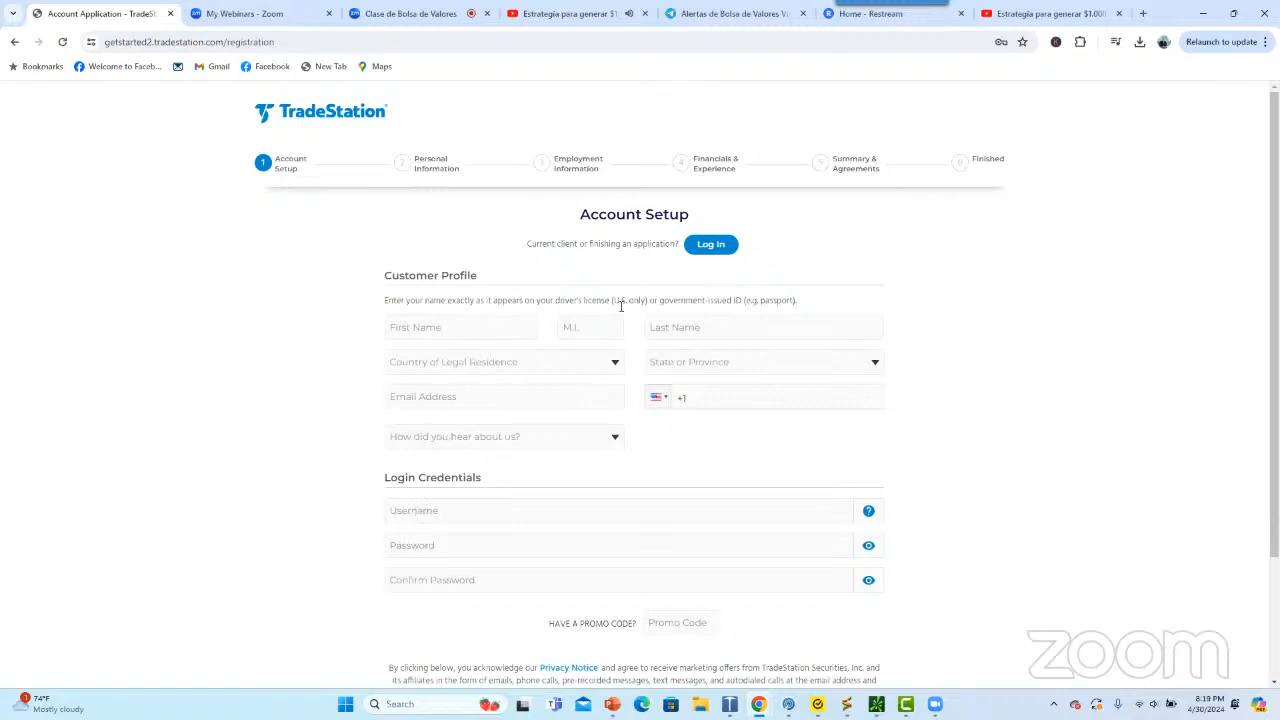 Account Application - TradeStati
My Webinars - Zoom
Clase de Bolsa de Valores
Estrategia para generar $1
Alertas de Bolsa de Valores Vi
Home - Restream
Estrategia para generar $1.000
getstarted2.tradestation.com/registration
Relaunch to update
Bookmarks
Welcome to Faceb...
Gmail
Facebook
New Tab
Maps
TradeStation
1 Account Setup
2 Personal Information
3 Employment Information
4 Financials & Experience
5 Summary & Agreements
6 Finished
Account Setup
Current client or finishing an application? Log In
Customer Profile
Enter your name exactly as it appears on your driver's license (U.S. only) or government-issued ID (e.g. passport).
First Name M.I. Last Name
Country of Legal Residence State or Province
Email Address +1
How did you hear about us?
Login Credentials
Username
Password
Confirm Password
HAVE A PROMO CODE? Promo Code
By clicking below, you acknowledge our Privacy Notice and agree to receive marketing offers from TradeStation Securities, Inc. and
its affiliates in the form of emails, phone calls, pre-recorded messages, text messages, and autodialed calls at the email address and
zoom
1
74°F
Mostly cloudy
Search
8:19 PM
4/30/2024